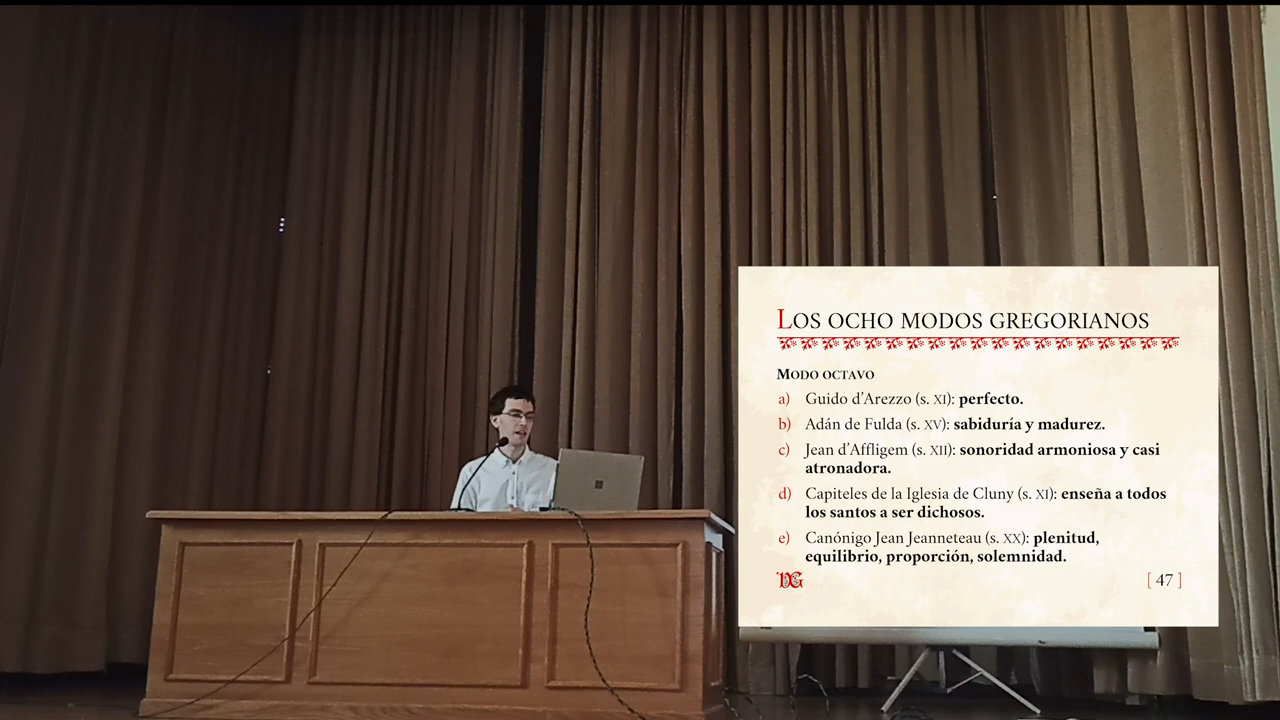 Los ocho modos gregorianos
Modo octavo
a) Guido d'Arezzo (s. XI): perfecto.
b) Adán de Fulda (s. XV): sabiduría y madurez.
c) Jean d'Affligem (s. XII): sonoridad armoniosa y casi
atronadora.
d) Capiteles de la Iglesia de Cluny (s. XI): enseña a todos
los santos a ser dichosos.
e) Canónigo Jean Jeanneteau (s. XX): plenitud,
equilibrio, proporción, solemnidad.
[ 47 ]